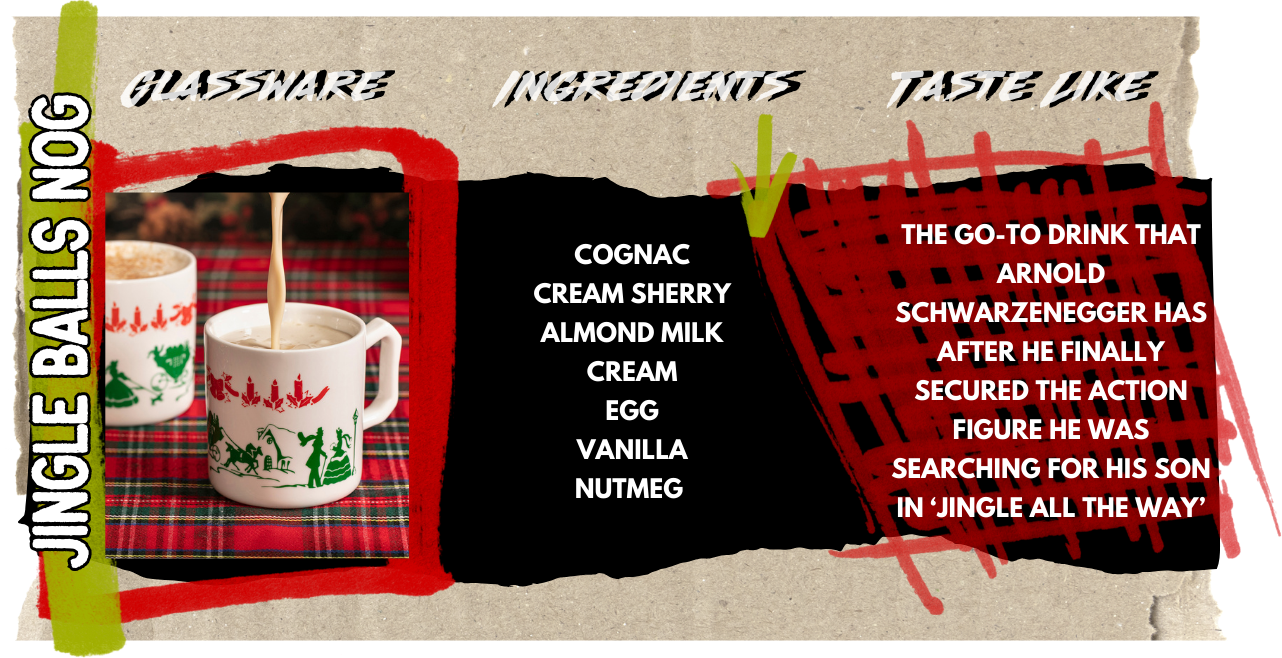 JINGLE BALLS NOG
GLASSWARE
INGREDIENTS
TASTE LIKE
COGNAC
CREAM SHERRY
ALMOND MILK
CREAM
EGG
VANILLA
NUTMEG
THE GO-TO DRINK THAT
ARNOLD
SCHWARZENEGGER HAS
AFTER HE FINALLY
SECURED THE ACTION
FIGURE HE WAS
SEARCHING FOR HIS SON
IN ‘JINGLE ALL THE WAY’